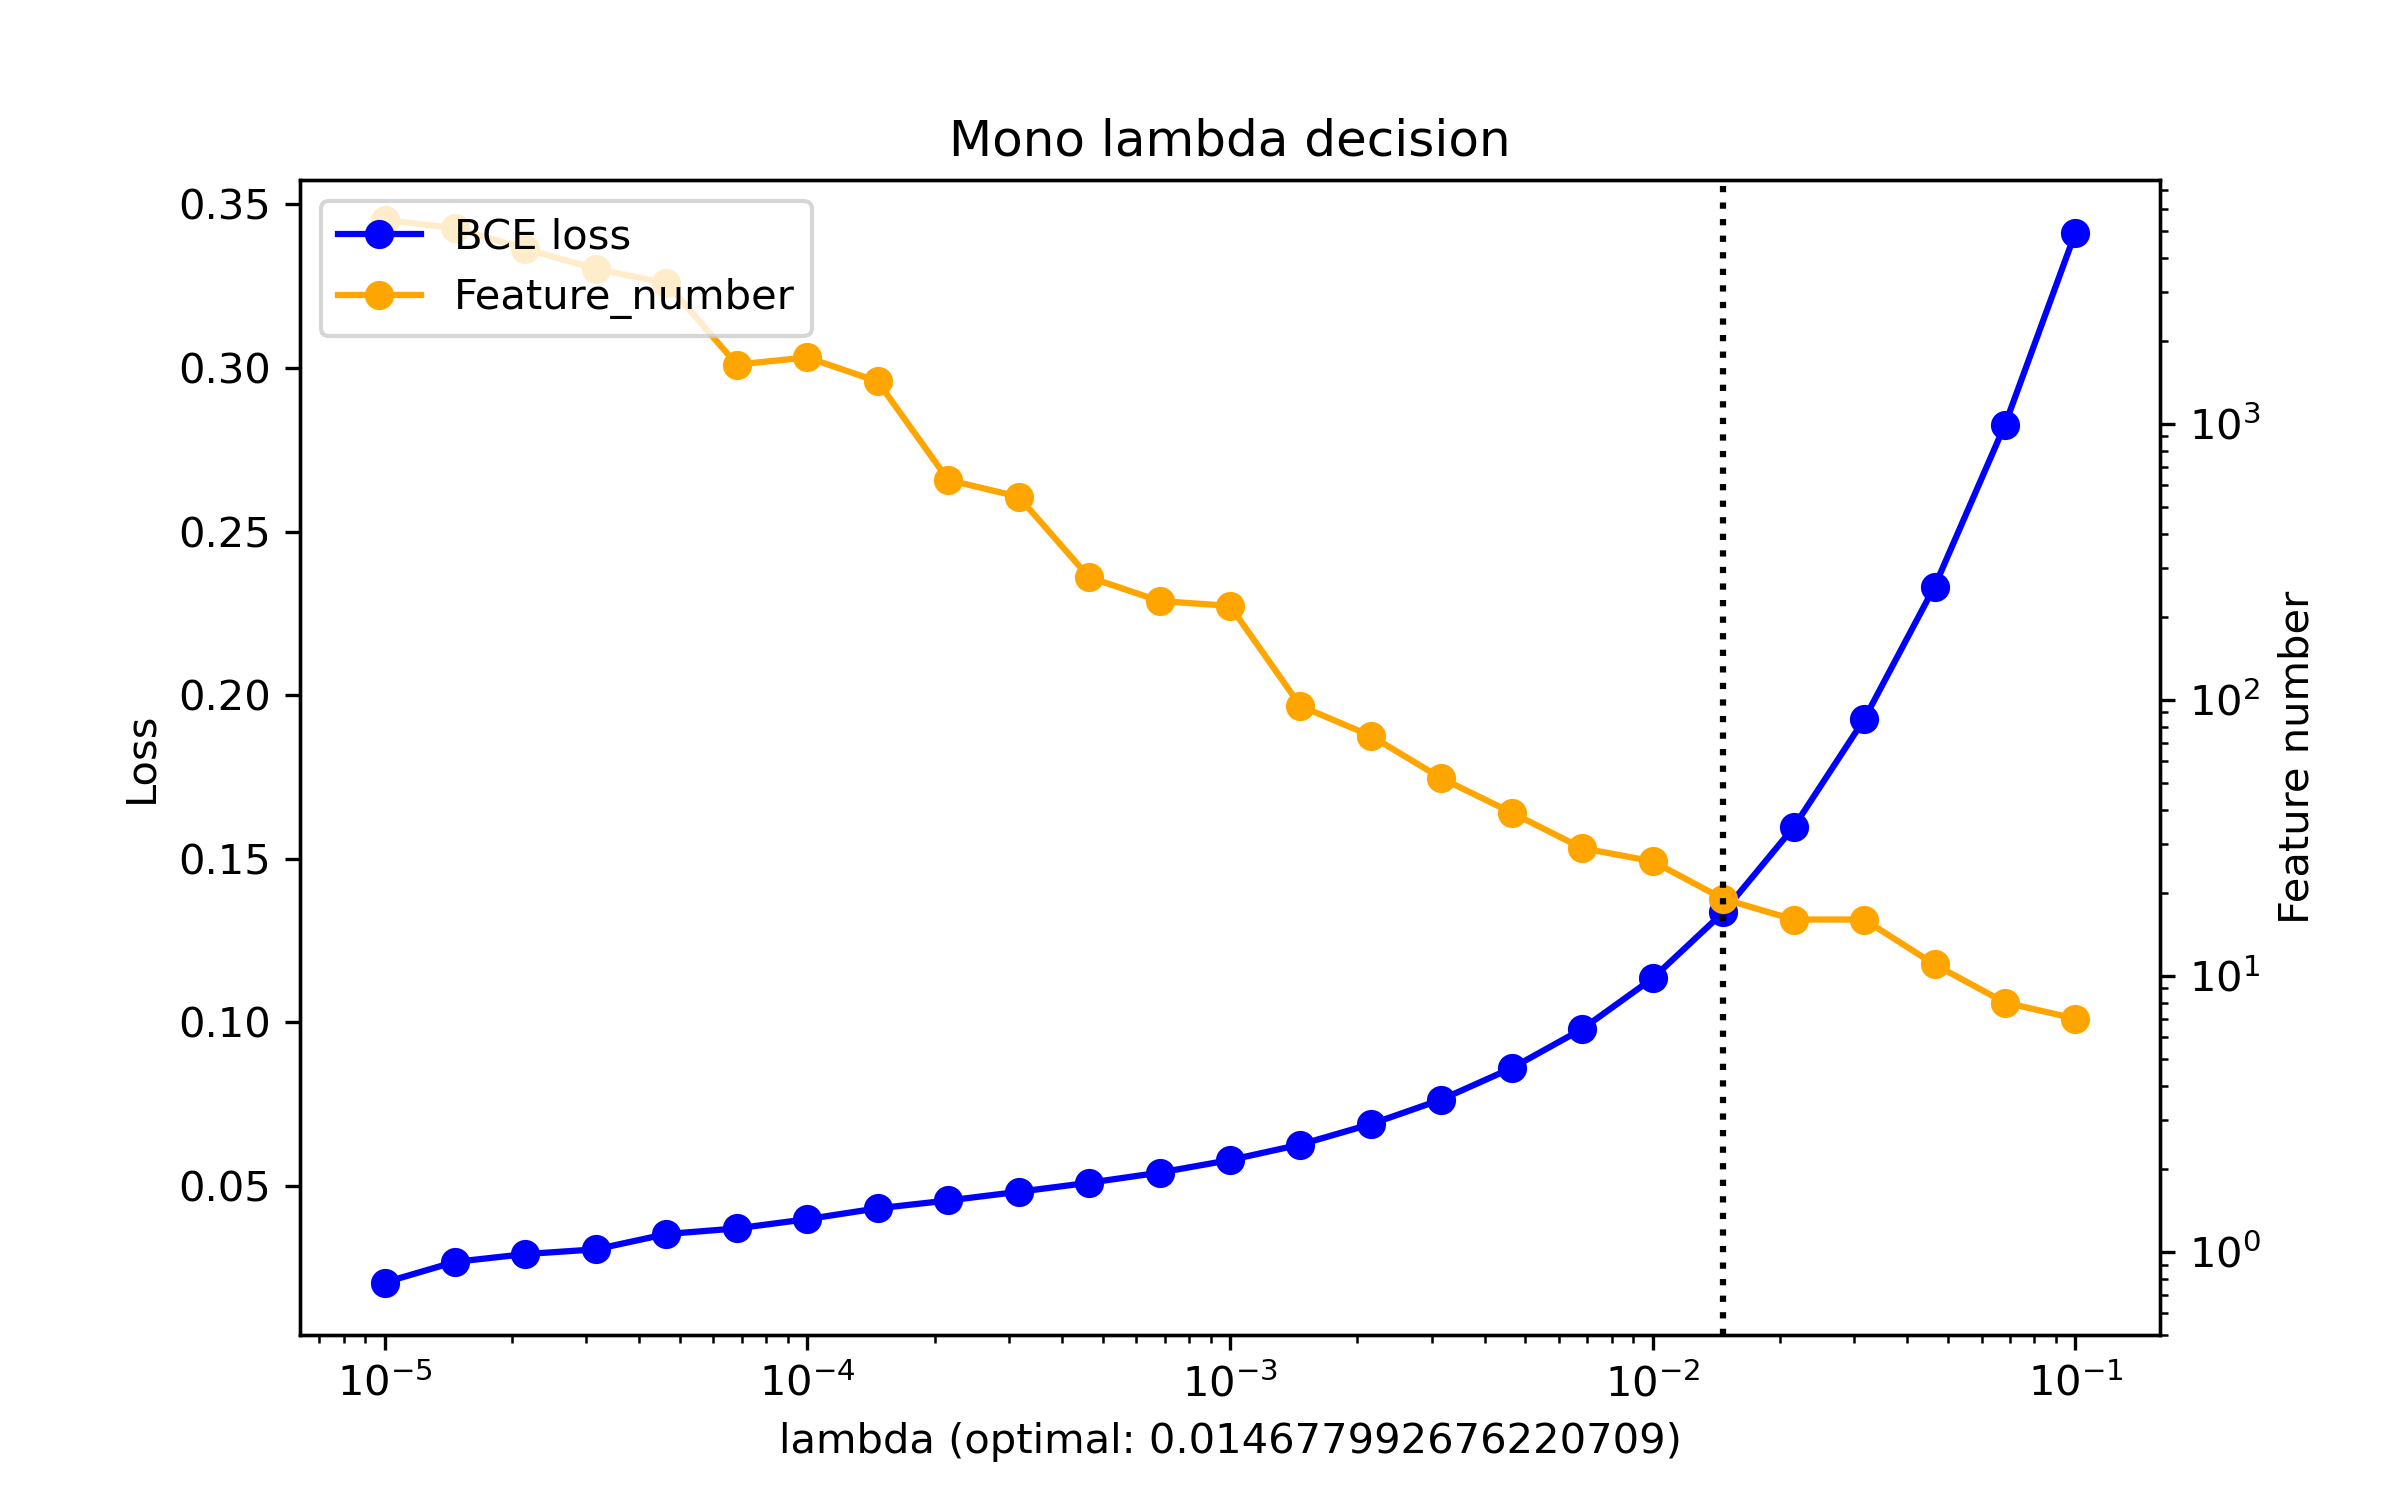 Mono lambda decision
BCE loss
Feature_number
0.35
0.30
0.25
0.20
0.15
0.10
0.05
Loss
10³
10²
10¹
10⁰
Feature number
10⁻⁵ 10⁻⁴ 10⁻³ 10⁻² 10⁻¹
lambda (optimal: 0.014677992676220709)